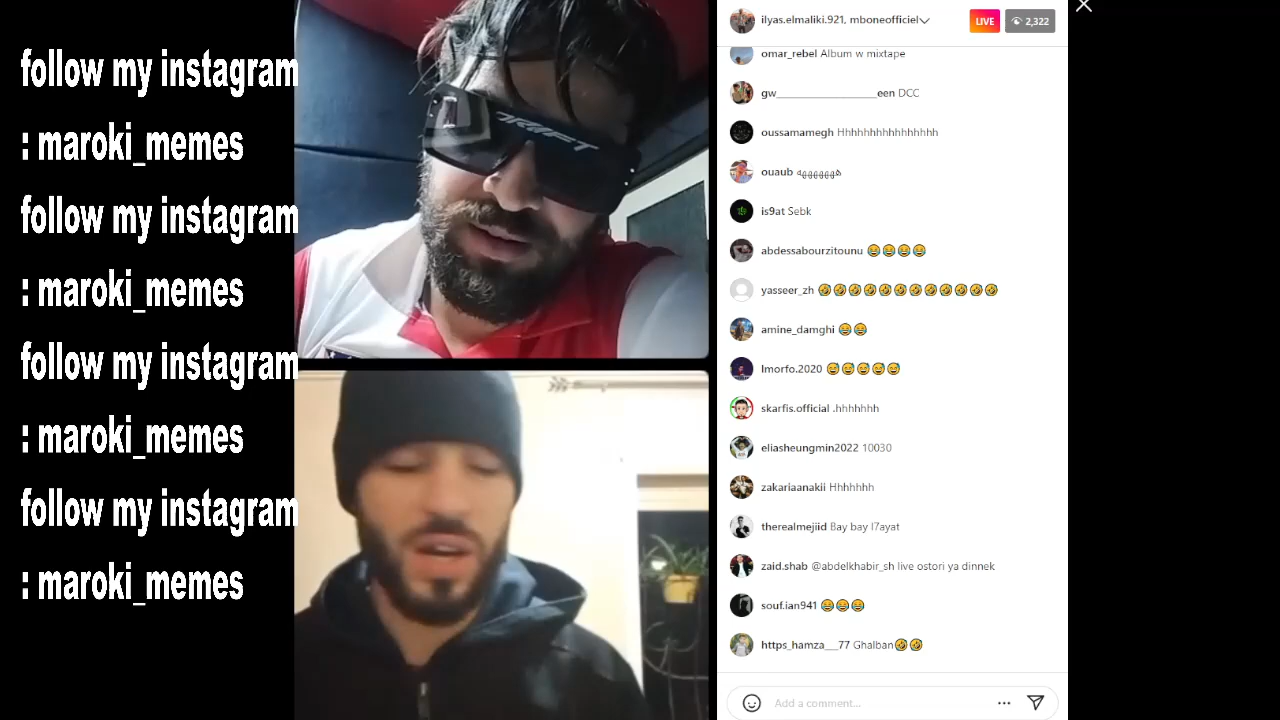 follow my instagram
: maroki_memes
follow my instagram
: maroki_memes
follow my instagram
: maroki_memes
follow my instagram
: maroki_memes
ilyas.elmaliki.921, mboneofficiel
LIVE
2,322
omar_rebel Album w mixtape
een DCC
oussamamegh Hhhhhhhhhhhhhhh
ouaub
is9at Sebk
abdessabourzitounu 😂😂😂😂
yasseer_zh 🤣🤣🤣🤣🤣🤣🤣🤣🤣🤣🤣🤣
amine_damghi 😂😂
lmorfo.2020 😅😅😅😅😅
skarfis.official .hhhhhhh
eliasheungmin2022 10030
zakariaanakii Hhhhhhh
therealmejiid Bay bay l7ayat
zaid.shab @abdelkhabir_sh live ostori ya dinnek
souf.ian941 😂😂😂
https_hamza___77 Ghalban🤣🤣
Add a comment...